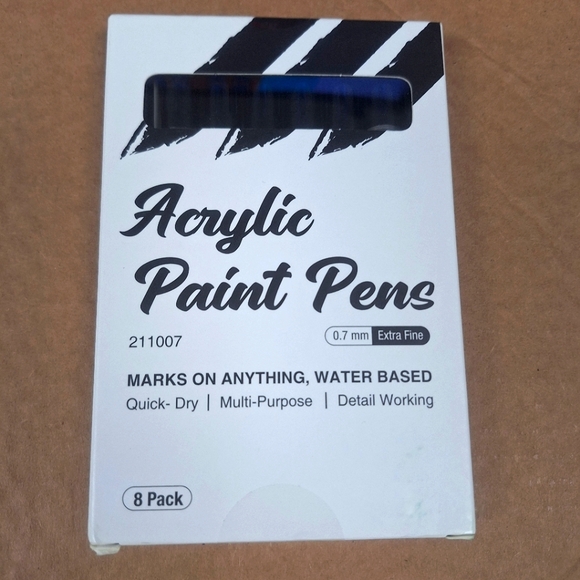 Acrylic
Paint Pens
211007
0.7 mm Extra Fine
MARKS ON ANYTHING, WATER BASED
Quick- Dry | Multi-Purpose | Detail Working
8 Pack